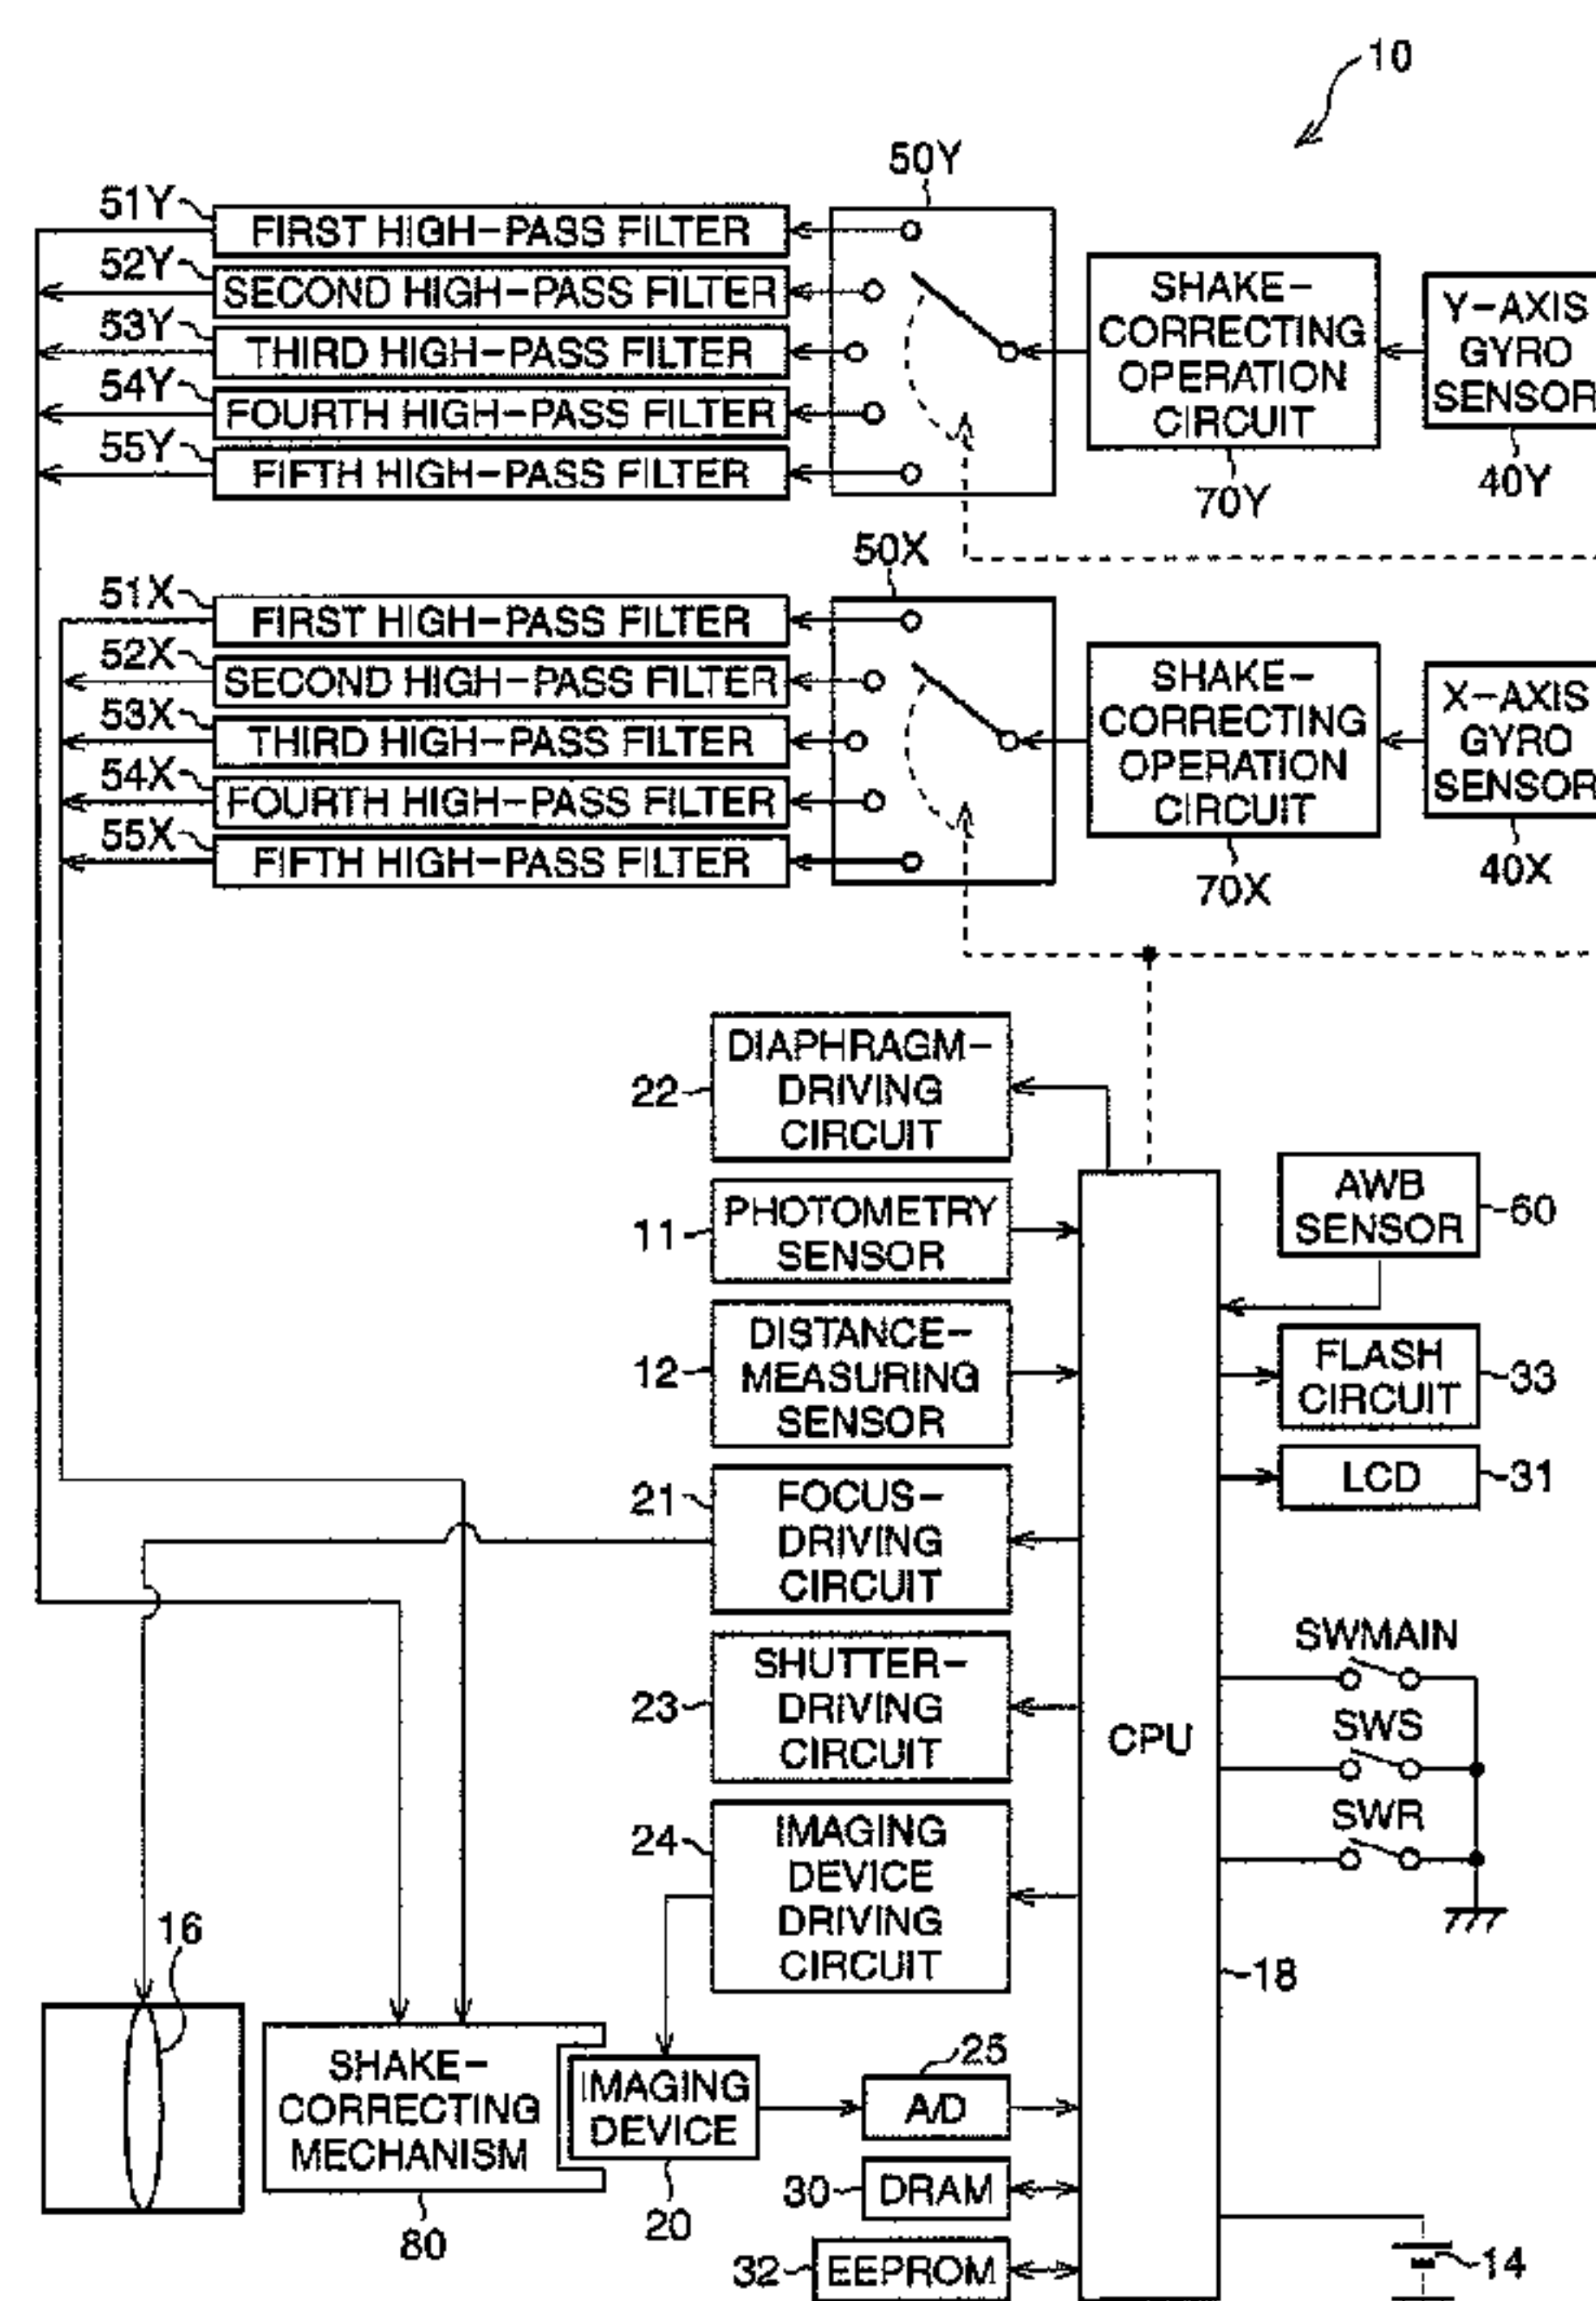 10
50Y
51Y
FIRST HIGH-PASS FILTER
52Y
SECOND HIGH-PASS FILTER
53Y
THIRD HIGH-PASS FILTER
54Y
FOURTH HIGH-PASS FILTER
55Y
FIFTH HIGH-PASS FILTER
SHAKE-
CORRECTING
OPERATION
CIRCUIT
70Y
Y-AXIS
GYRO
SENSOR
40Y
50X
51X
FIRST HIGH-PASS FILTER
52X
SECOND HIGH-PASS FILTER
53X
THIRD HIGH-PASS FILTER
54X
FOURTH HIGH-PASS FILTER
55X
FIFTH HIGH-PASS FILTER
SHAKE-
CORRECTING
OPERATION
CIRCUIT
70X
X-AXIS
GYRO
SENSOR
40X
22
DIAPHRAGM-
DRIVING
CIRCUIT
11
PHOTOMETRY
SENSOR
12
DISTANCE-
MEASURING
SENSOR
21
FOCUS-
DRIVING
CIRCUIT
23
SHUTTER-
DRIVING
CIRCUIT
24
IMAGING
DEVICE
DRIVING
CIRCUIT
CPU
18
AWB
SENSOR
60
FLASH
CIRCUIT
33
LCD
31
SWMAIN
SWS
SWR
16
SHAKE-
CORRECTING
MECHANISM
80
IMAGING
DEVICE
20
25
A/D
30
DRAM
32
EEPROM
14